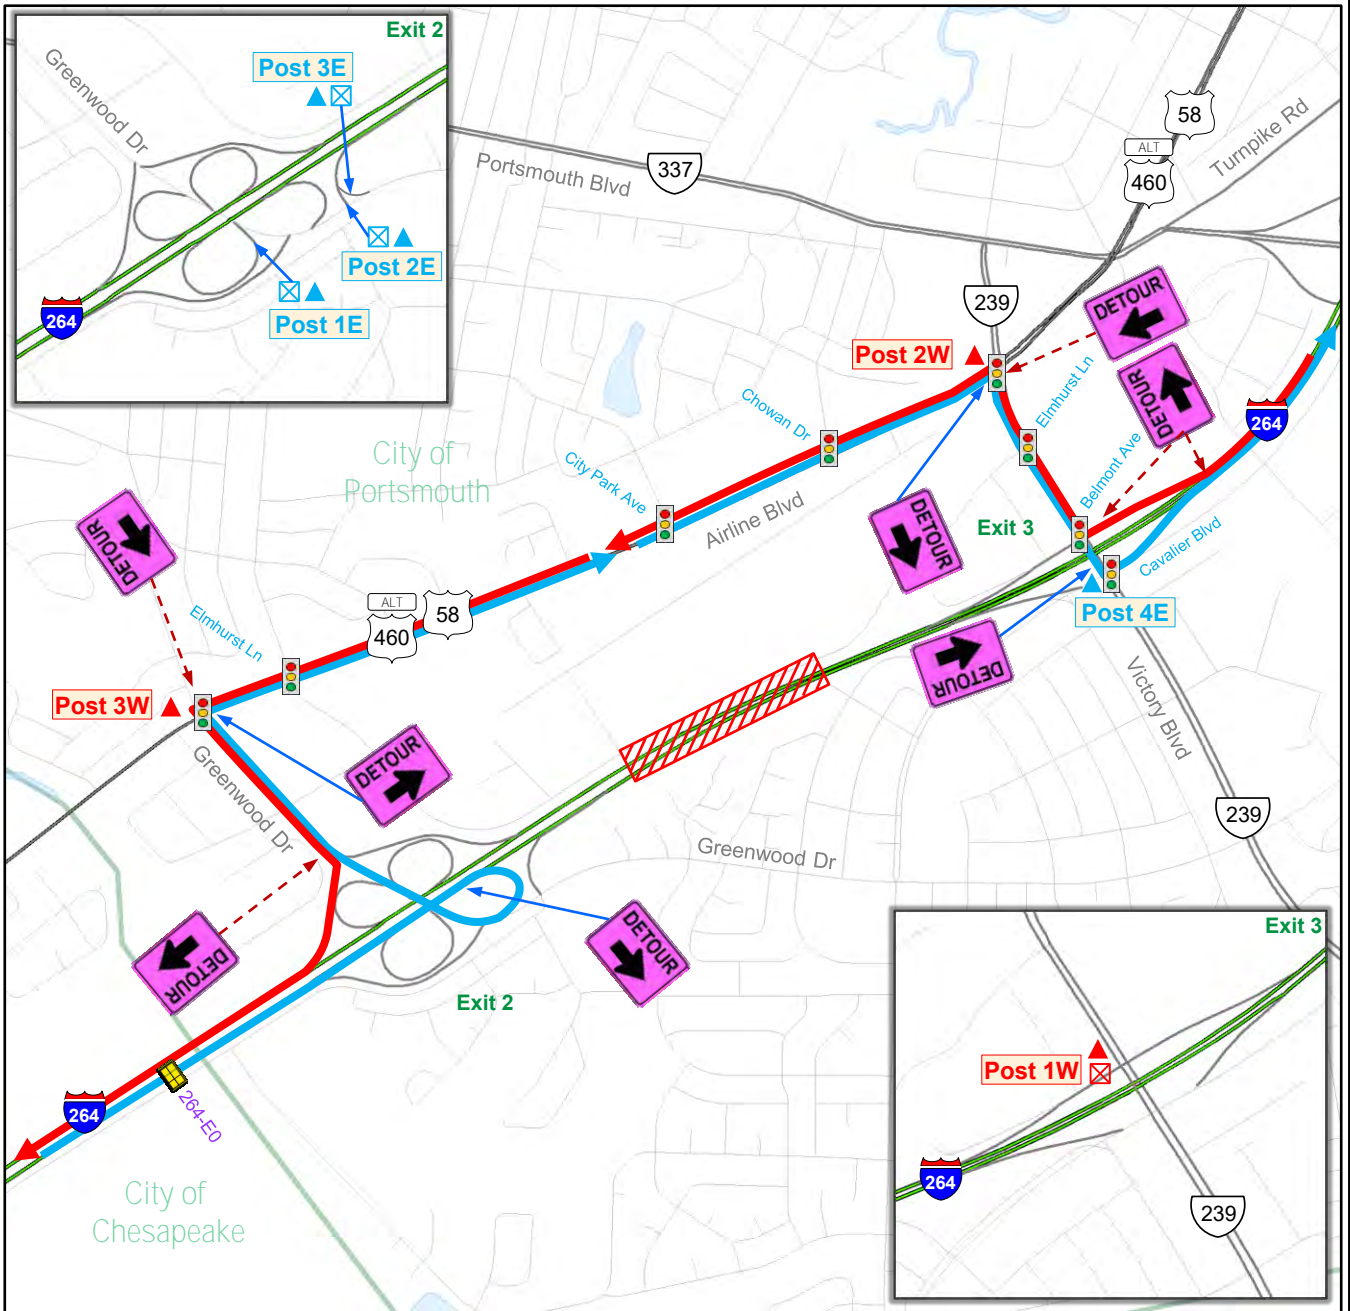 Exit 2
Greenwood Dr
Post 3E
Post 2E
Post 1E
264
58
ALT
460
Turnpike Rd
Portsmouth Blvd
337
239
DETOUR
DETOUR
Post 2W
Elmhurst Ln
Chowan Dr
264
City of
Portsmouth
City Park Ave
Belmont Ave
Airline Blvd
DETOUR
Exit 3
Cavalier Blvd
DETOUR
Post 4E
ALT
58
460
Elmhurst Ln
DETOUR
Victory Blvd
Post 3W
Greenwood Dr
DETOUR
239
Greenwood Dr
DETOUR
DETOUR
Exit 2
264
264-E0
City of
Chesapeake
Exit 3
Post 1W
264
239